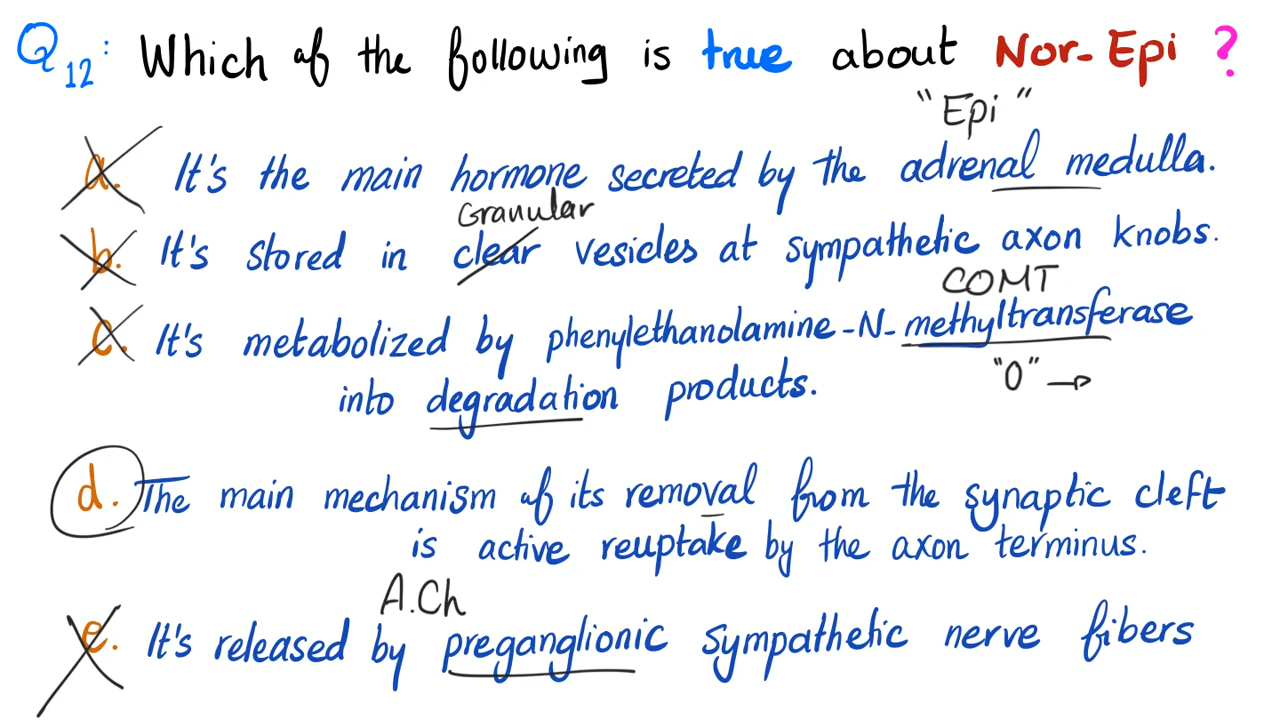 Q12: Which of the following is true about Nor-Epi ?
"Epi"
a. It's the main hormone secreted by the adrenal medulla.
Granular
b. It's stored in clear vesicles at sympathetic axon knobs.
COMT
c. It's metabolized by phenylethanolamine-N-methyltransferase
"O" →
into degradation products.
d. The main mechanism of its removal from the synaptic cleft
is active reuptake by the axon terminus.
A.Ch
e. It's released by preganglionic sympathetic nerve fibers